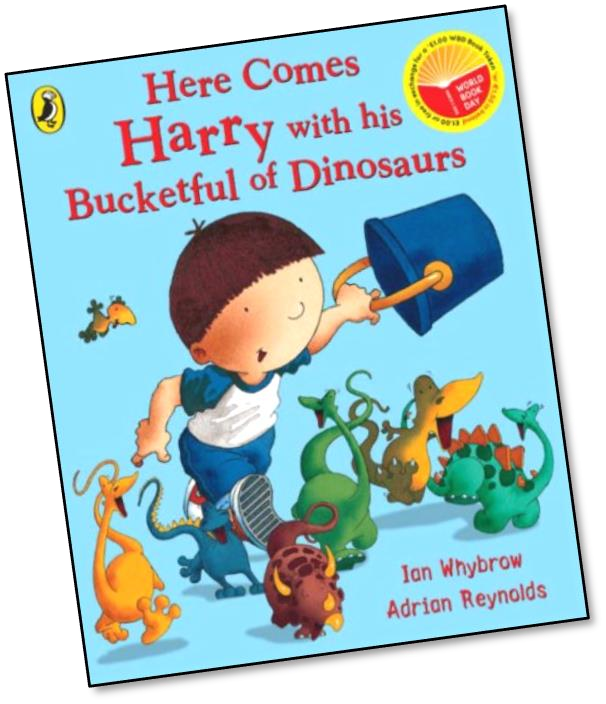 Here Comes
Harry with his
Bucketful of Dinosaurs
WORLD
BOOK
DAY
Ian Whybrow
Adrian Reynolds